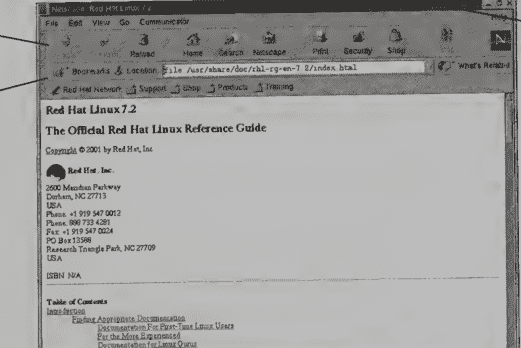 Netscape: Red Hat Linux 7.2
File Edit View Go Communicator
Reload Home Search Netscape Print Security Shop
Bookmarks Location: file /usr/share/doc/rhl-rg-en-7.2/index.html What's Related
Red Hat Network Support Shop Products Training
Red Hat Linux 7.2
The Official Red Hat Linux Reference Guide
Copyright © 2001 by Red Hat, Inc
Red Hat, Inc.
2600 Meridian Parkway
Durham, NC 27713
USA
Phone: +1 919 547 0012
Phone: 888 733 4281
Fax: +1 919 547 0024
PO Box 13588
Research Triangle Park, NC 27709
USA
ISBN N/A
Table of Contents
Introduction
Finding Appropriate Documentation
Documentation For First-Time Linux Users
For the More Experienced
Documentation for Linux Gurus